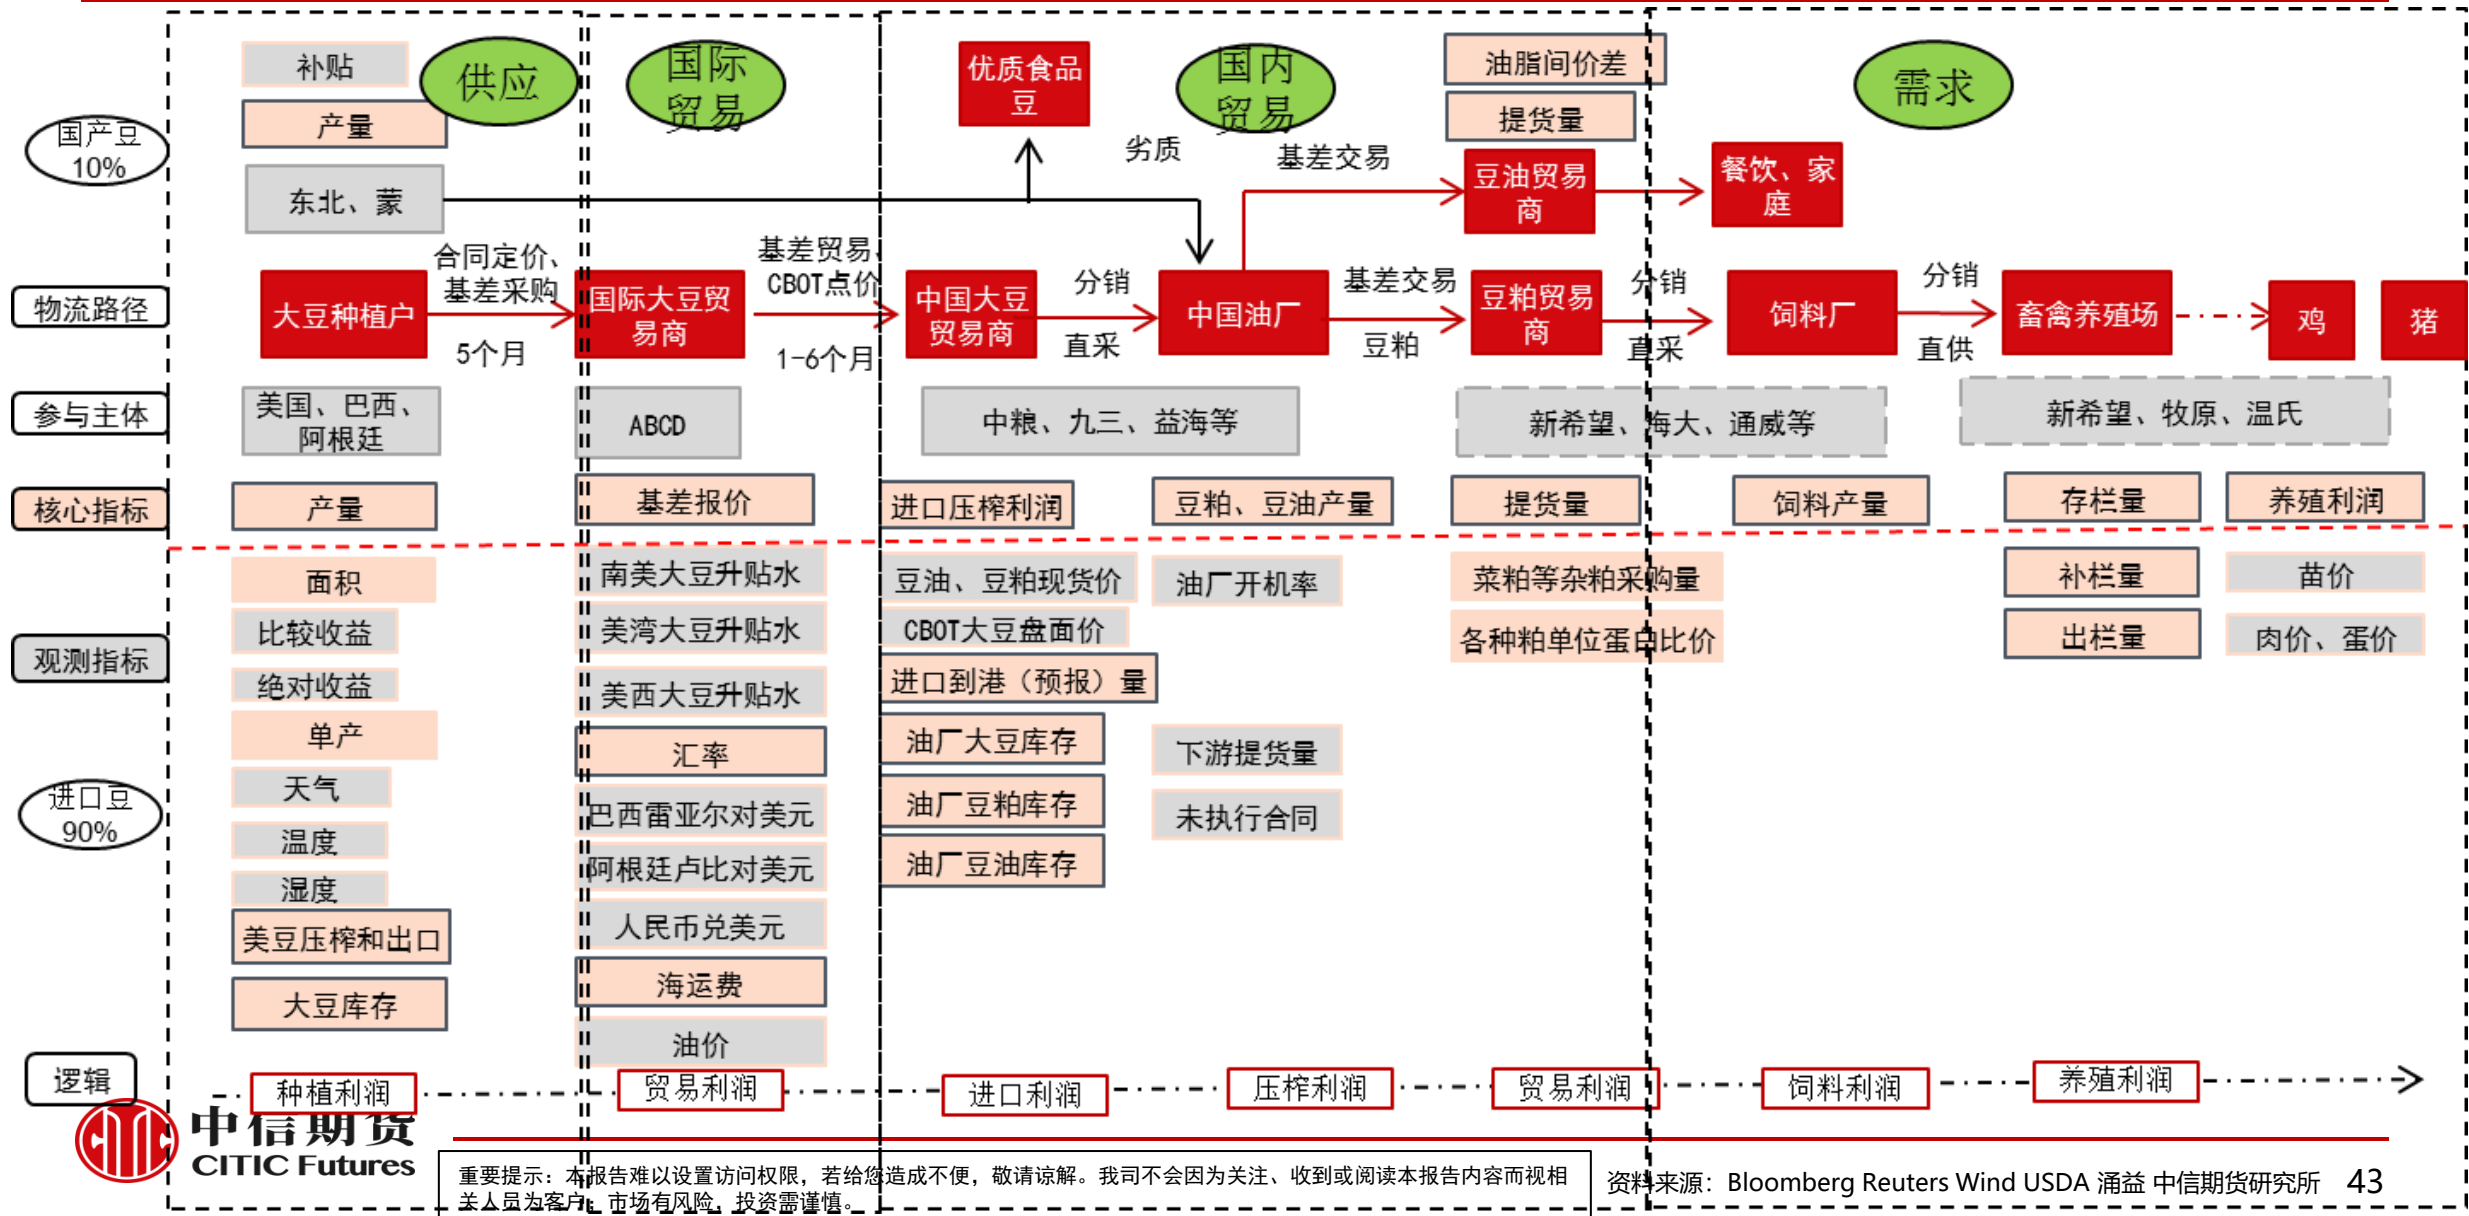 补贴
供应
国际
贸易
优质食品
豆
国内
贸易
油脂间价差
需求
产量
提货量
国产豆
10%
劣质
基差交易
东北、蒙
豆油贸易
商
餐饮、家
庭
合同定价、
基差采购
基差贸易、
CBOT点价
分销
基差交易
分销
分销
物流路径
大豆种植户
国际大豆贸
易商
中国大豆
贸易商
中国油厂
豆粕贸易
商
饲料厂
畜禽养殖场
鸡
猪
5个月
1-6个月
直采
豆粕
直采
直供
参与主体
美国、巴西、
阿根廷
ABCD
中粮、九三、益海等
新希望、海大、通威等
新希望、牧原、温氏
核心指标
产量
基差报价
进口压榨利润
豆粕、豆油产量
提货量
饲料产量
存栏量
养殖利润
面积
南美大豆升贴水
豆油、豆粕现货价
油厂开机率
菜粕等杂粕采购量
补栏量
苗价
观测指标
比较收益
美湾大豆升贴水
CBOT大豆盘面价
各种粕单位蛋白比价
出栏量
肉价、蛋价
绝对收益
美西大豆升贴水
进口到港（预报）量
单产
汇率
油厂大豆库存
下游提货量
进口豆
90%
天气
巴西雷亚尔对美元
油厂豆粕库存
未执行合同
温度
阿根廷卢比对美元
油厂豆油库存
湿度
美豆压榨和出口
人民币兑美元
大豆库存
海运费
油价
逻辑
种植利润
贸易利润
进口利润
压榨利润
贸易利润
饲料利润
养殖利润
中信期货
CITIC Futures
重要提示：本报告难以设置访问权限，若给您造成不便，敬请谅解。我司不会因为关注、收到或阅读本报告内容而视相
关人员为客户；市场有风险，投资需谨慎。
资料来源：Bloomberg Reuters Wind USDA 涌益 中信期货研究所 43